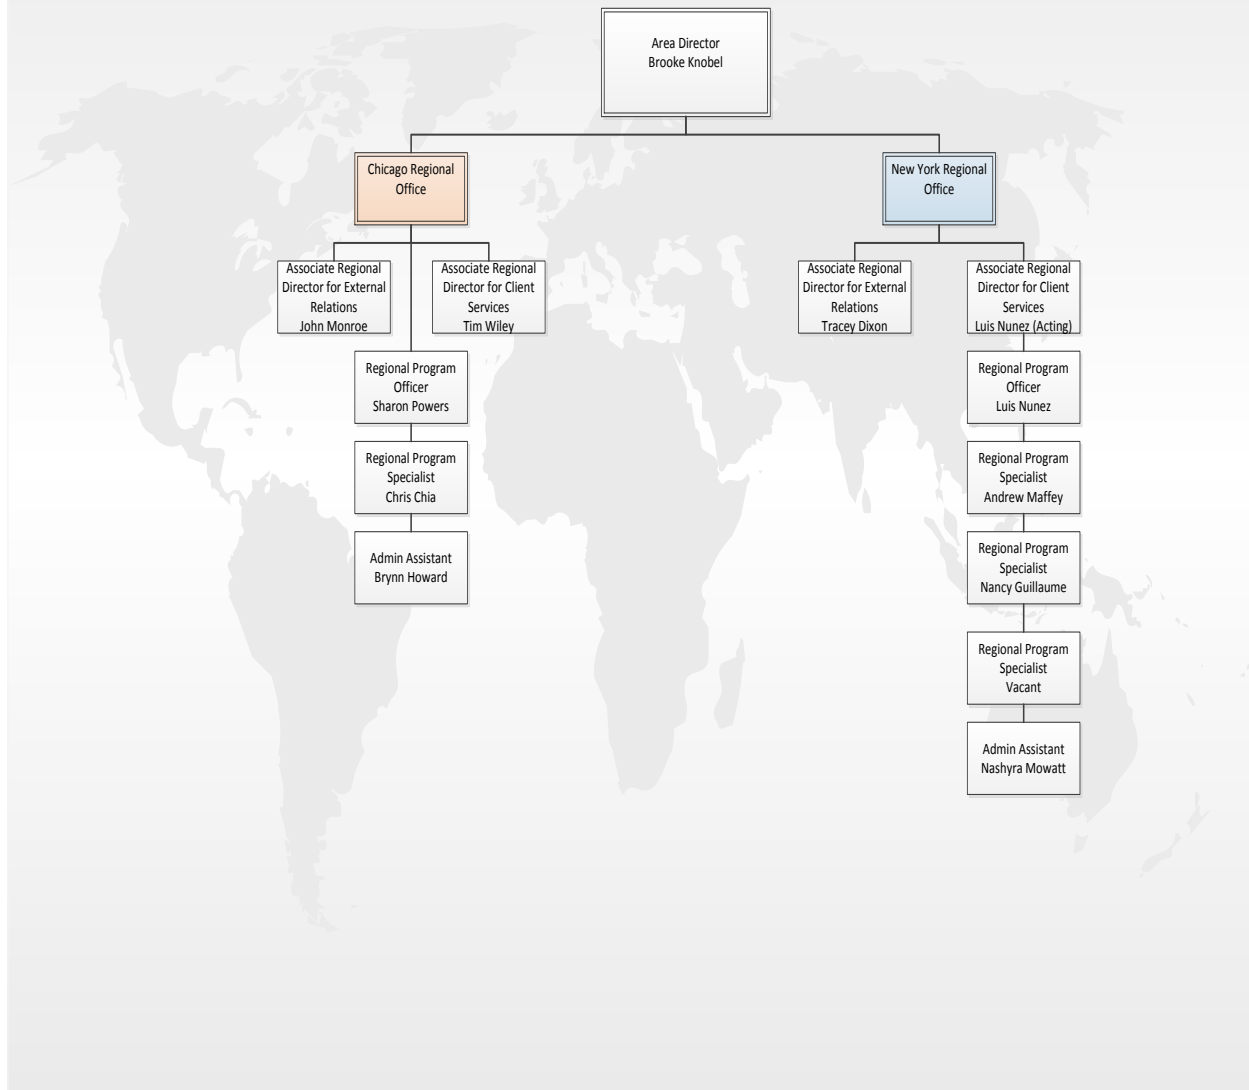 Area Director
Brooke Knobel
Chicago Regional
Office
New York Regional
Office
Associate Regional
Director for External
Relations
John Monroe
Associate Regional
Director for Client
Services
Tim Wiley
Associate Regional
Director for External
Relations
Tracey Dixon
Associate Regional
Director for Client
Services
Luis Nunez (Acting)
Regional Program
Officer
Sharon Powers
Regional Program
Officer
Luis Nunez
Regional Program
Specialist
Chris Chia
Regional Program
Specialist
Andrew Maffey
Admin Assistant
Brynn Howard
Regional Program
Specialist
Nancy Guillaume
Regional Program
Specialist
Vacant
Admin Assistant
Nashyra Mowatt